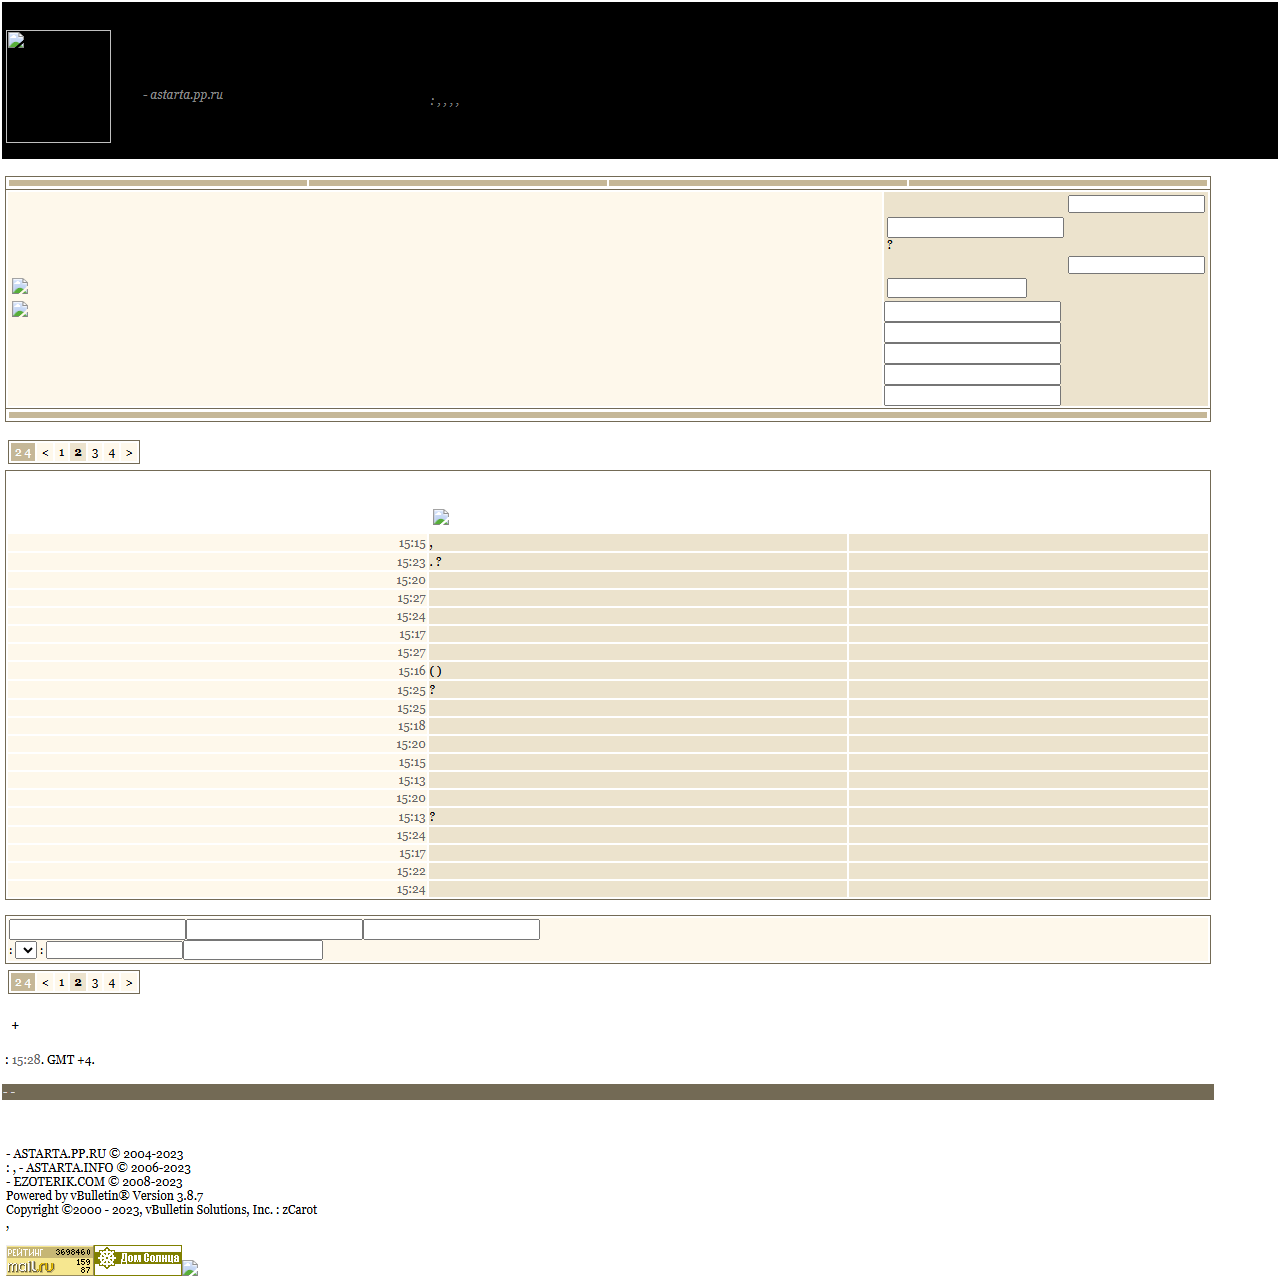 - astarta.pp.ru
: , , , ,
?
2 4 < 1 2 3 4 >
15:15 ,
15:23 . ?
15:20
15:27
15:24
15:17
15:27
15:16 ( )
15:25 ?
15:25
15:18
15:20
15:15
15:13
15:20
15:13 ?
15:24
15:17
15:22
15:24
: :
2 4 < 1 2 3 4 >
+
: 15:28. GMT +4.
- -
- ASTARTA.PP.RU © 2004-2023
: , - ASTARTA.INFO © 2006-2023
- EZOTERIK.COM © 2008-2023
Powered by vBulletin® Version 3.8.7
Copyright ©2000 - 2023, vBulletin Solutions, Inc. : zCarot
,
РЕЙТИНГ 3698460
mail.ru 159
87
Дом Солнца